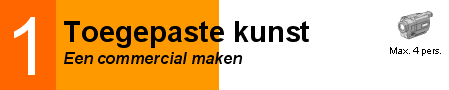 1
Toegepaste kunst
Een commercial maken
Max. 4 pers.